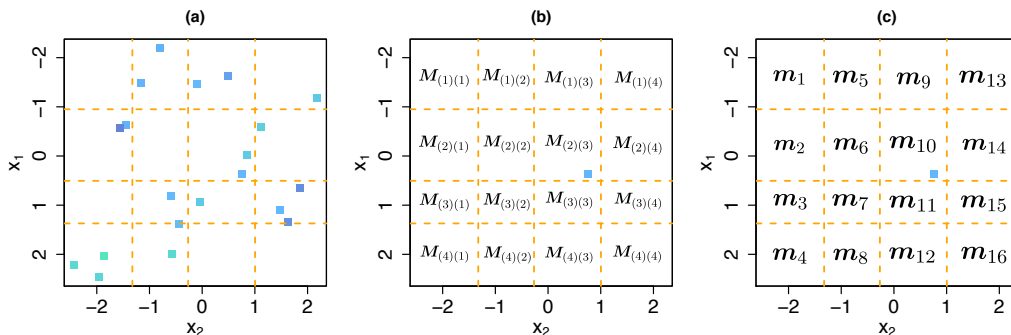 (a)
(b)
(c)
x₁
−2
−1
0
1
2
−2 −1 0 1 2
x₂
x₁
−2
−1
0
1
2
M(1)(1) M(1)(2) M(1)(3) M(1)(4)
M(2)(1) M(2)(2) M(2)(3) M(2)(4)
M(3)(1) M(3)(2) M(3)(3) M(3)(4)
M(4)(1) M(4)(2) M(4)(3) M(4)(4)
−2 −1 0 1 2
x₂
x₁
−2
−1
0
1
2
m₁ m₅ m₉ m₁₃
m₂ m₆ m₁₀ m₁₄
m₃ m₇ m₁₁ m₁₅
m₄ m₈ m₁₂ m₁₆
−2 −1 0 1 2
x₂